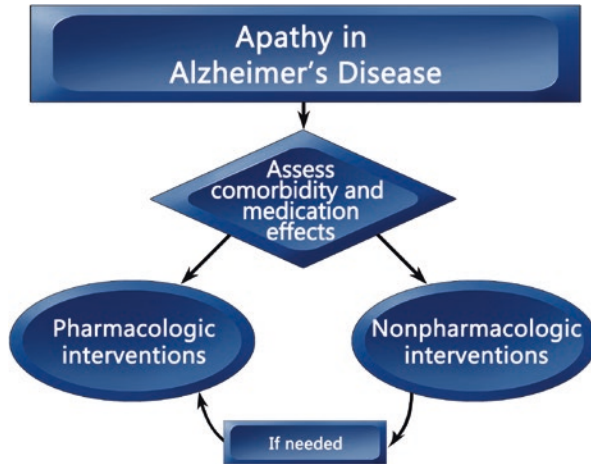 Apathy in
Alzheimer's Disease
Assess
comorbidity and
medication
effects
Pharmacologic
interventions
Nonpharmacologic
interventions
If needed